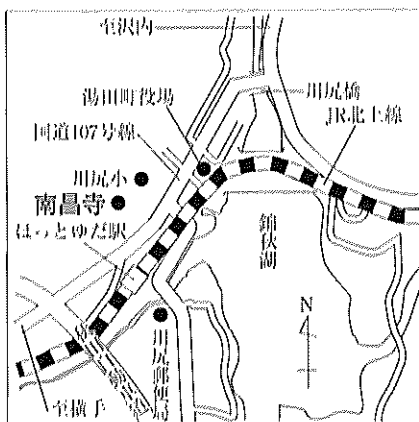 至沢内
湯田町役場
川尻橋
JR北上線
国道107号線
川尻小
南昌寺
ほっとゆだ駅
錦秋湖
N
川尻郵便局
至横手